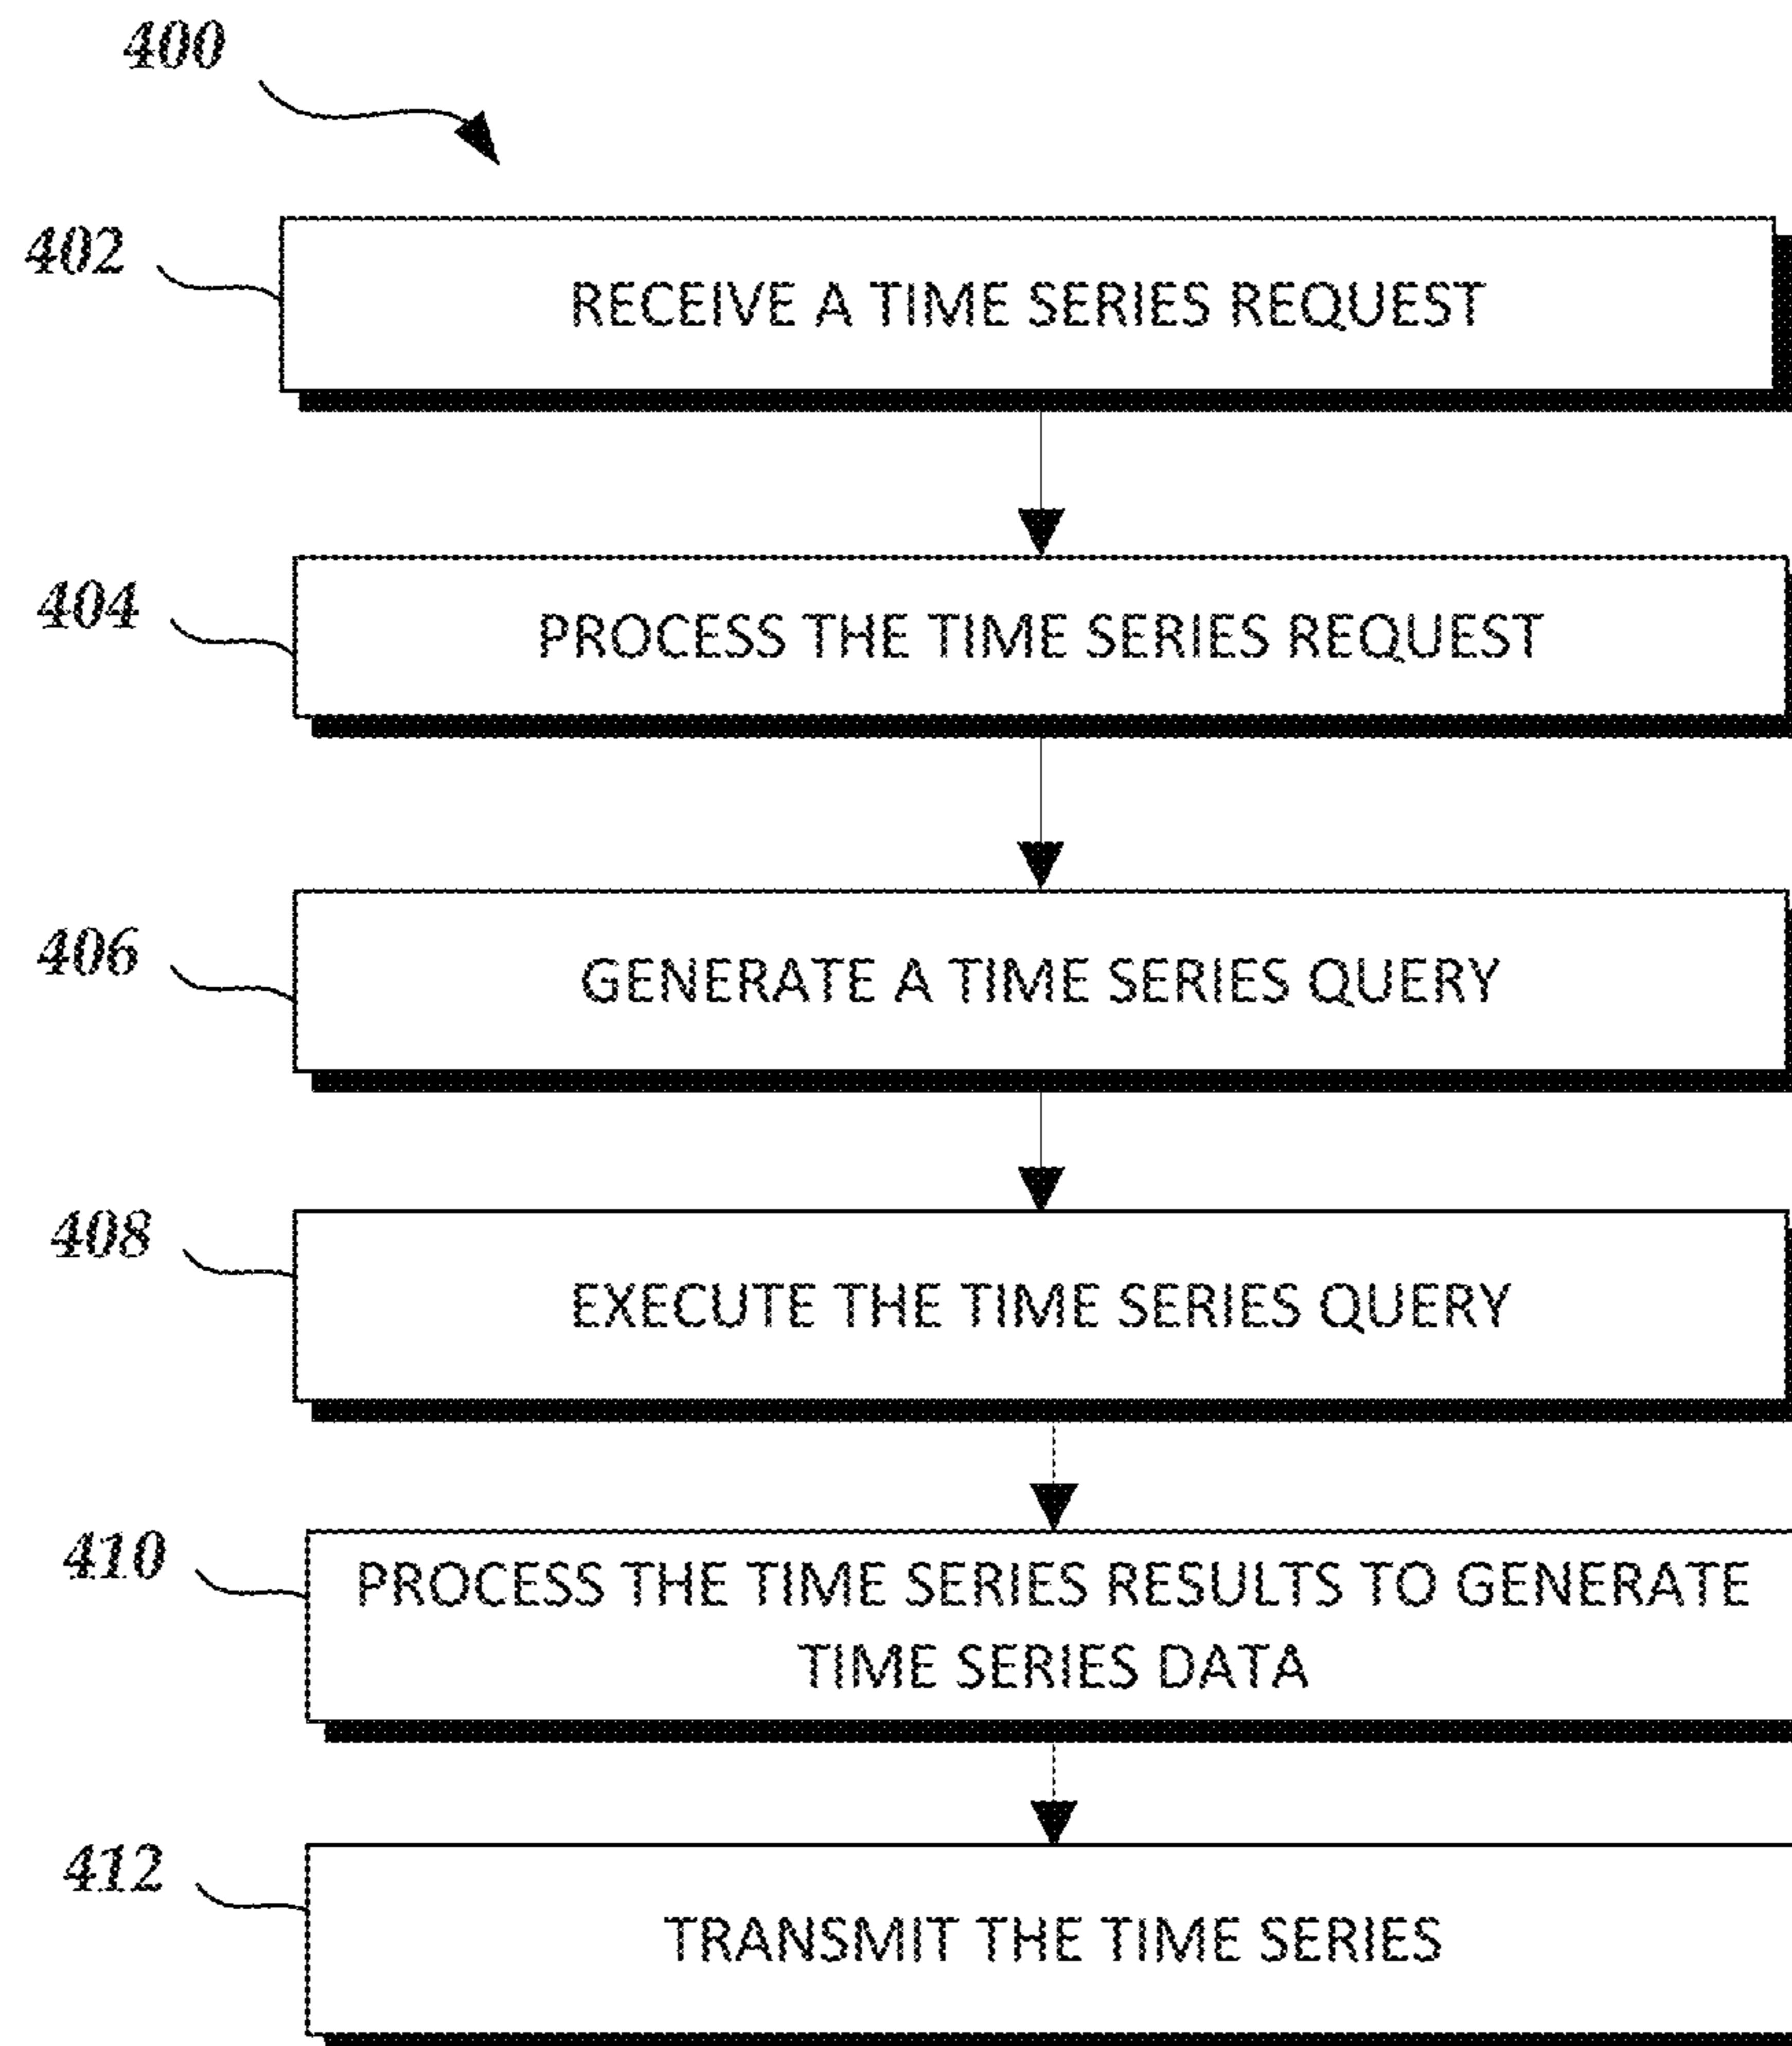 400
402
RECEIVE A TIME SERIES REQUEST
404
PROCESS THE TIME SERIES REQUEST
406
GENERATE A TIME SERIES QUERY
408
EXECUTE THE TIME SERIES QUERY
410
PROCESS THE TIME SERIES RESULTS TO GENERATE
TIME SERIES DATA
412
TRANSMIT THE TIME SERIES